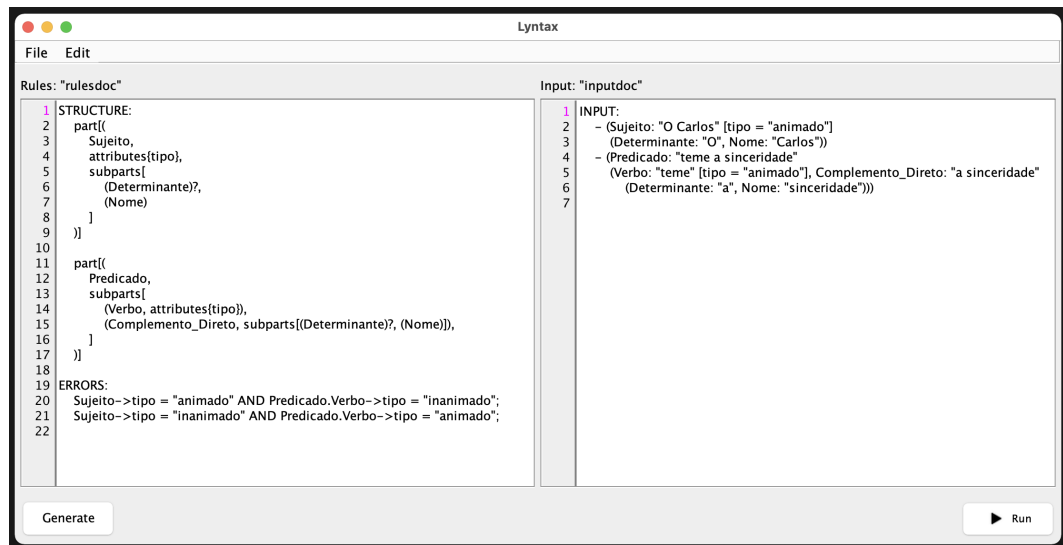 Lyntax
File Edit
Rules: "rulesdoc"
1 STRUCTURE:
2 part[(
3 Sujeito,
4 attributes{tipo},
5 subparts[
6 (Determinante)?,
7 (Nome)
8 ]
9 )]
10
11 part[(
12 Predicado,
13 subparts[
14 (Verbo, attributes{tipo}),
15 (Complemento_Direto, subparts[(Determinante)?, (Nome)]),
16 ]
17 )]
18
19 ERRORS:
20 Sujeito->tipo = "animado" AND Predicado.Verbo->tipo = "inanimado";
21 Sujeito->tipo = "inanimado" AND Predicado.Verbo->tipo = "animado";
22
Input: "inputdoc"
1 INPUT:
2 - (Sujeito: "O Carlos" [tipo = "animado"]
3 (Determinante: "O", Nome: "Carlos"))
4 - (Predicado: "teme a sinceridade"
5 (Verbo: "teme" [tipo = "animado"], Complemento_Direto: "a sinceridade"
6 (Determinante: "a", Nome: "sinceridade")))
7
Generate
Run